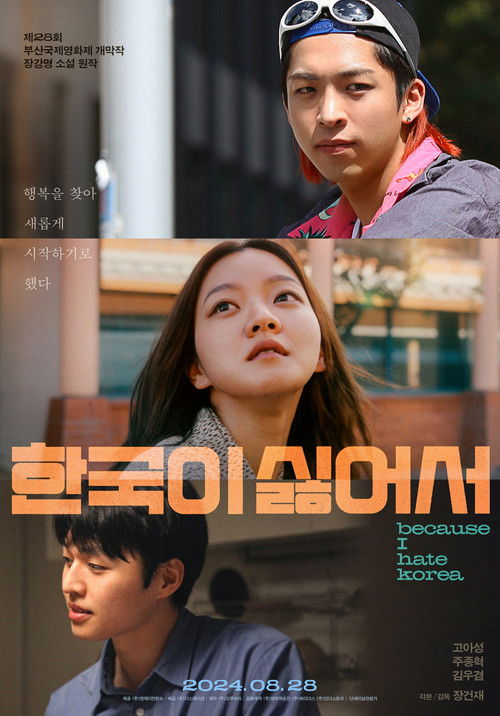 제28회
부산국제영화제 개막작
장강명 소설 원작
행복을 찾아
새롭게
시작하기로
했다
한국이 싫어서
because
I
hate
korea
고아성
주종혁
김우겸
각본 / 감독 장건재
2024.08.28